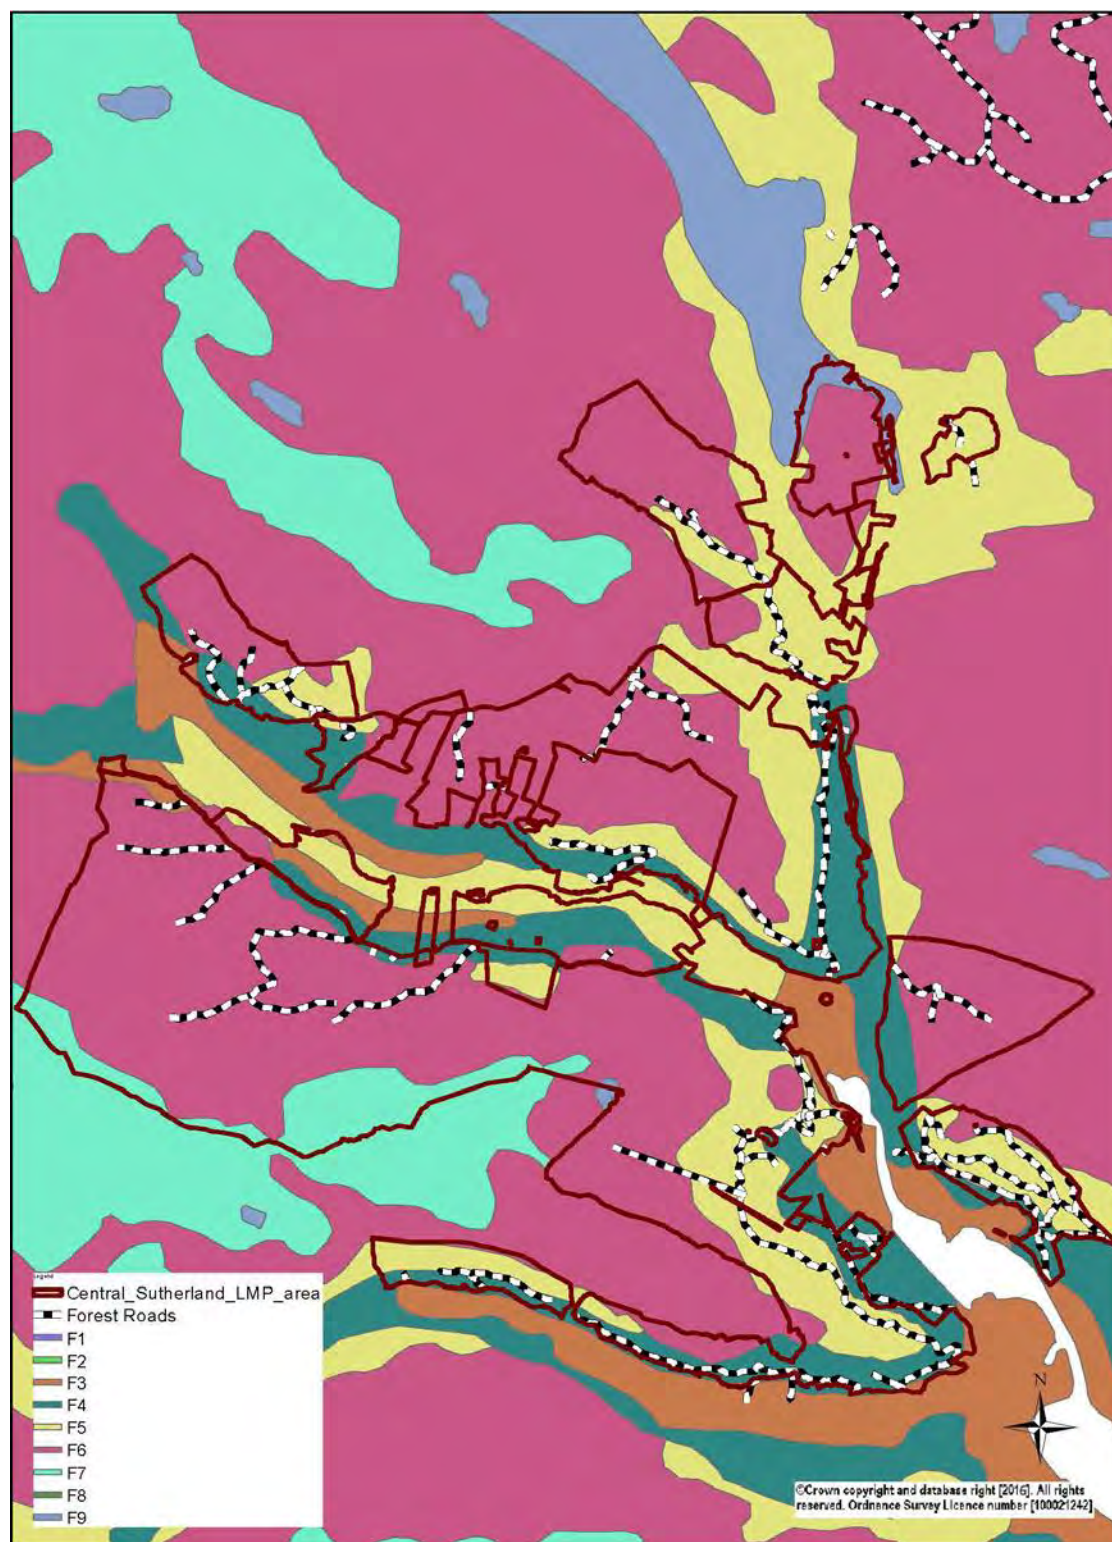 Legend
Central_Sutherland_LMP_area
Forest Roads
F1
F2
F3
F4
F5
F6
F7
F8
F9
N
©Crown copyright and database right [2016]. All rights
reserved. Ordnance Survey Licence number [100021242]